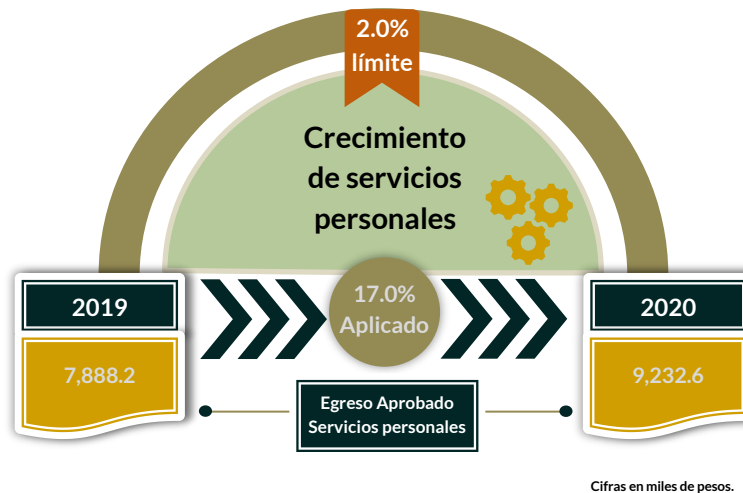 2.0%
límite
Crecimiento
de servicios
personales
2019
17.0%
Aplicado
2020
7,888.2
9,232.6
Egreso Aprobado
Servicios personales
Cifras en miles de pesos.